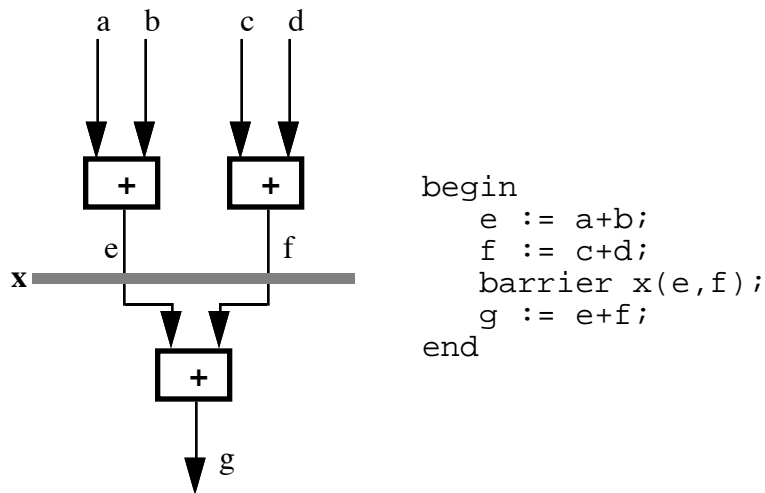 a b c d
+ +
e f
x
+
g
begin
e := a+b;
f := c+d;
barrier x(e,f);
g := e+f;
end